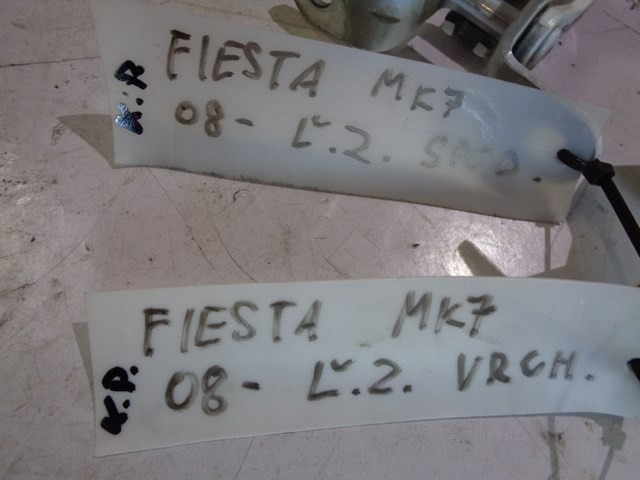 FIESTA MK7
08- Ľ.Z. SPOD.
K.P.
FIESTA MK7
08- Ľ.Z. VRCH.
K.P.